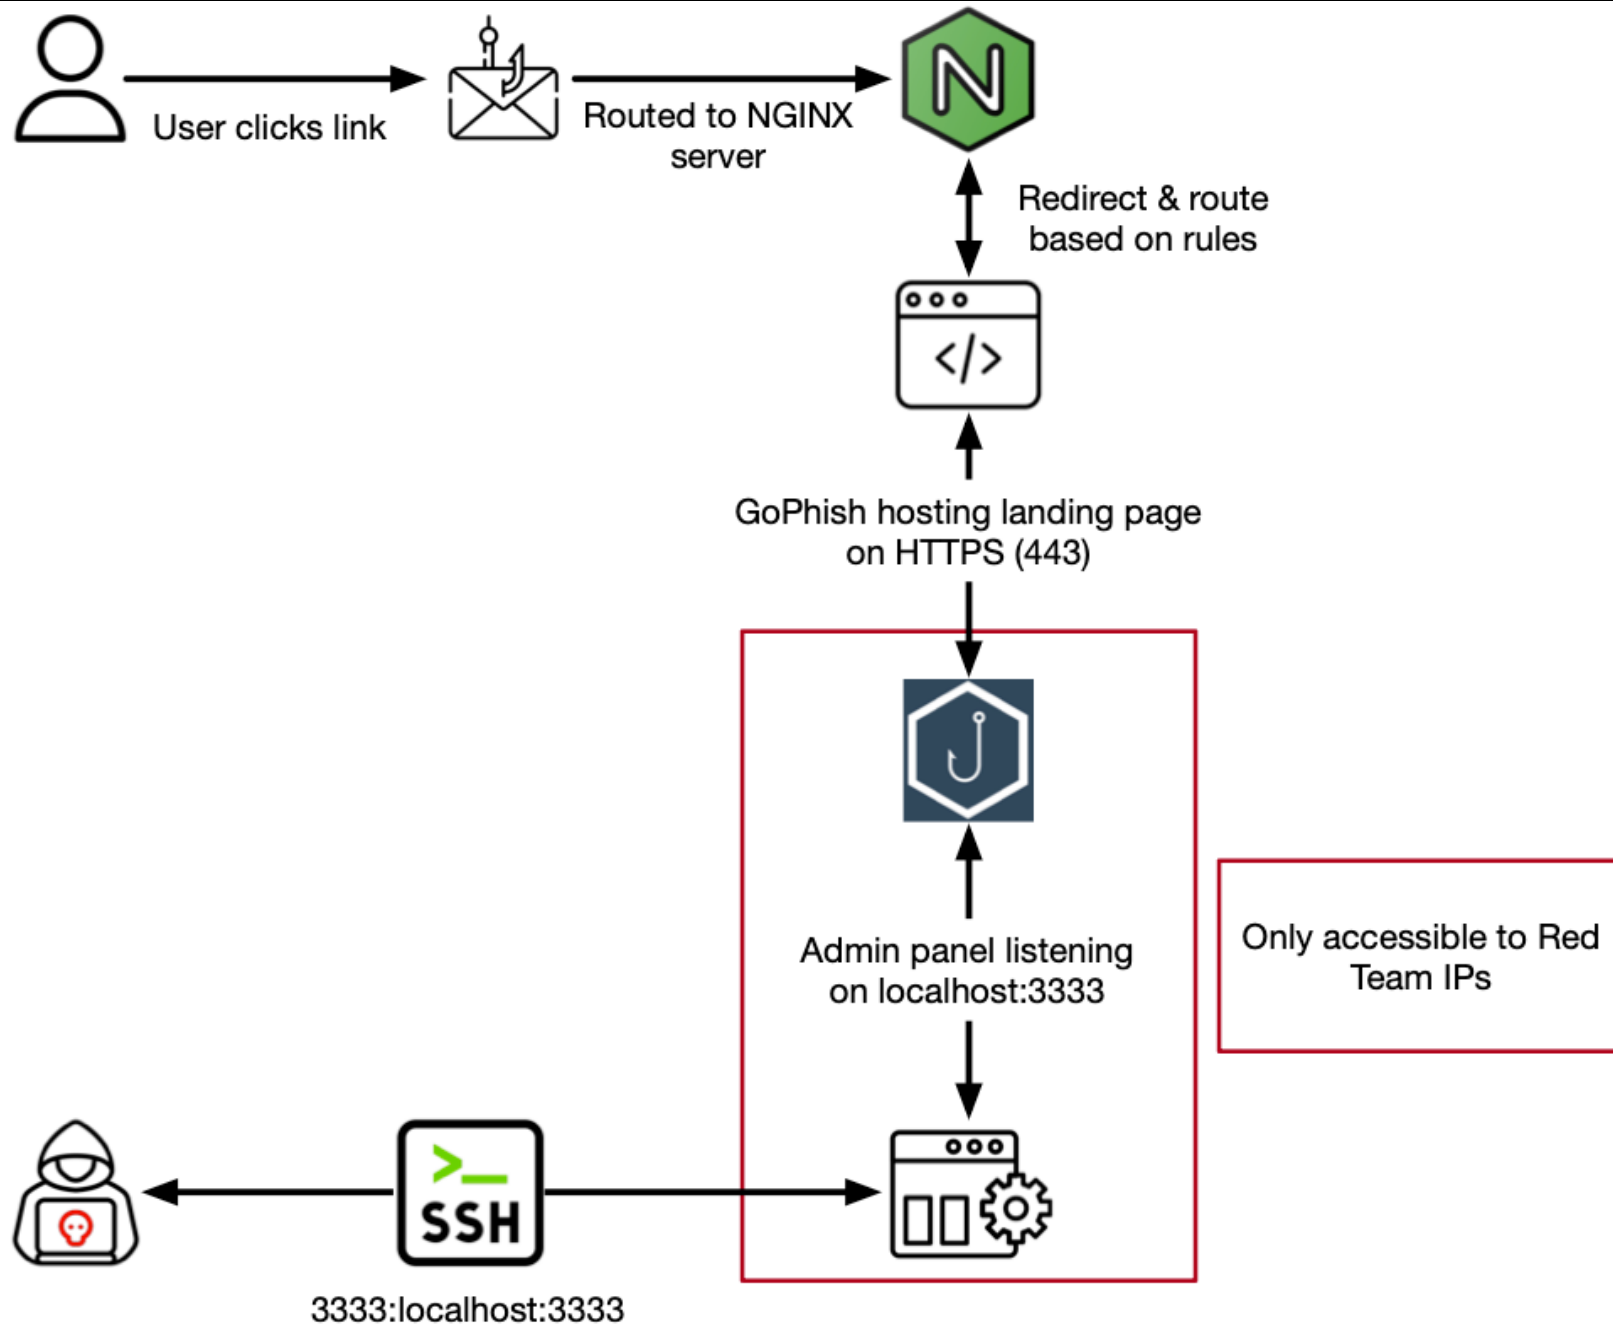 User clicks link
Routed to NGINX
server
N
Redirect & route
based on rules
</>
GoPhish hosting landing page
on HTTPS (443)
Admin panel listening
on localhost:3333
Only accessible to Red
Team IPs
>_
SSH
3333:localhost:3333